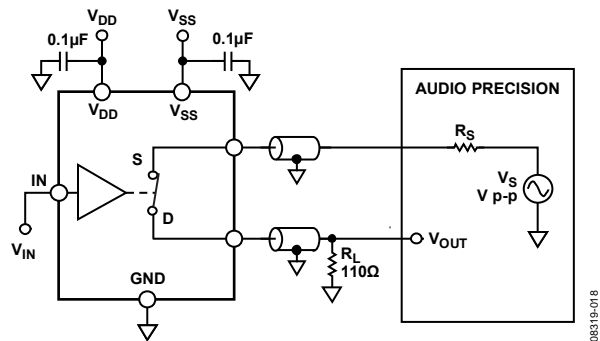 VDD
VSS
0.1µF
0.1µF
VDD
VSS
AUDIO PRECISION
RS
S
VS
V p-p
IN
D
VOUT
VIN
RL
110Ω
GND
08319-018